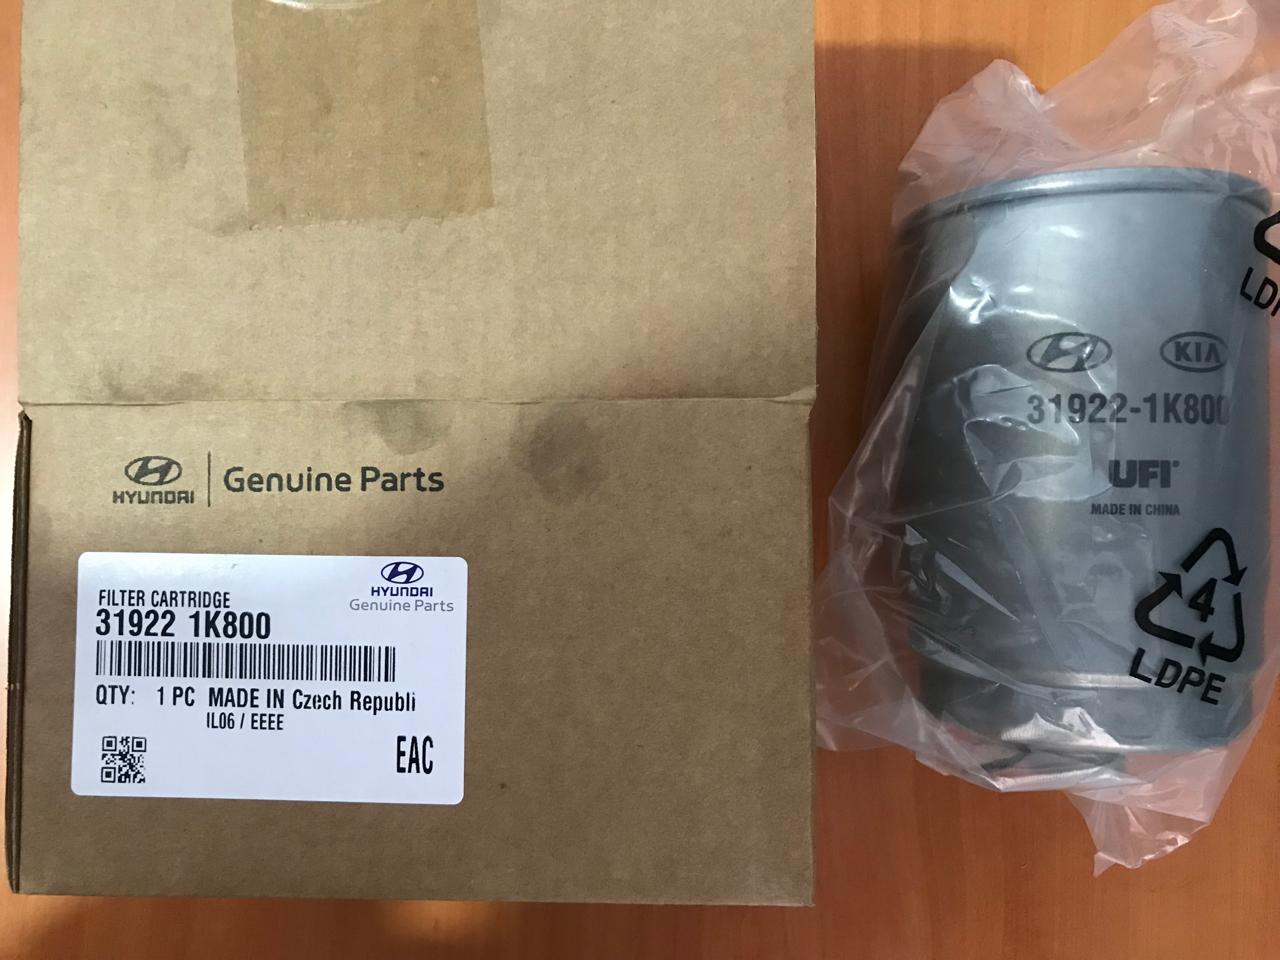 HYUNDAI
Genuine Parts
HYUNDAI
Genuine Parts
FILTER CARTRIDGE
31922 1K800
QTY: 1 PC MADE IN Czech Republi
IL06 / EEEE
EAC
KIA
31922-1K800
UFI
MADE IN CHINA
4
LDPE